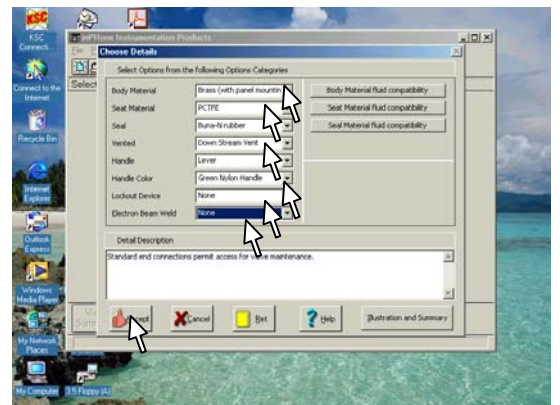 KSC
KSC
Connect...
Connect to the
Internet
Recycle Bin
Internet
Explorer
Outlook
Express
Windows
Media Player
My Network
Places
My Computer
3.5 Floppy (A)
Instrumentation Products
Choose Details
Select
Select Options from the Following Options Categories
Body Material
Brass (with panel mountin
Body Material fluid compatibility
Seat Material
PCTFE
Seat Material fluid compatibility
Seal
Buna-N rubber
Seal Material fluid compatibility
Vented
Down Stream Vent
Handle
Lever
Handle Color
Green Nylon Handle
Lockout Device
None
Electron Beam Weld
None
Detail Description
Standard end connections permit access for valve maintenance.
Cancel
Help
Illustration and Summary